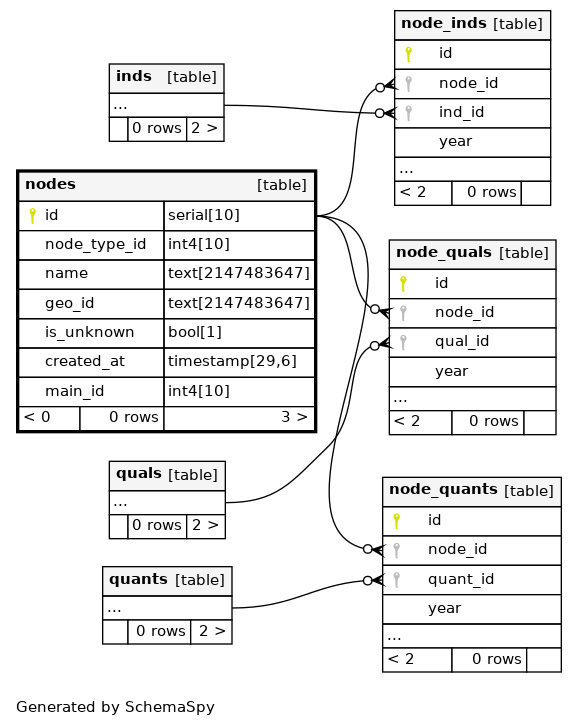 node_inds [table]
id
node_id
ind_id
year
...
< 2 0 rows
inds [table]
...
0 rows 2 >
nodes [table]
id serial[10]
node_type_id int4[10]
name text[2147483647]
geo_id text[2147483647]
is_unknown bool[1]
created_at timestamp[29,6]
main_id int4[10]
< 0 0 rows 3 >
node_quals [table]
id
node_id
qual_id
year
...
< 2 0 rows
quals [table]
...
0 rows 2 >
node_quants [table]
id
node_id
quant_id
year
...
< 2 0 rows
quants [table]
...
0 rows 2 >
Generated by SchemaSpy